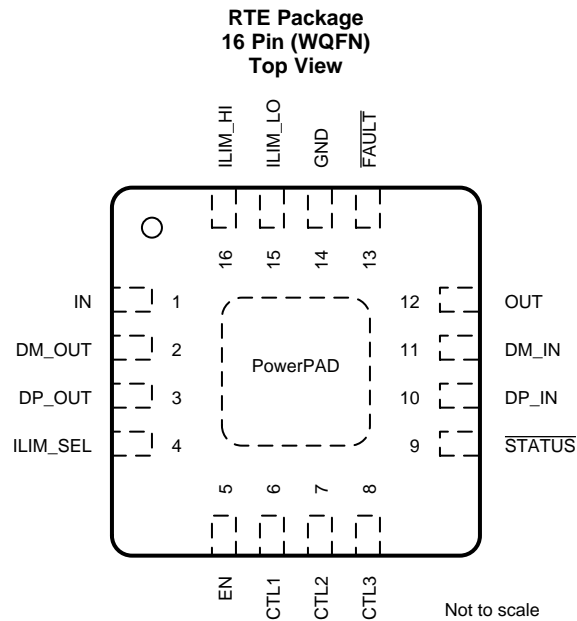 RTE Package
16 Pin (WQFN)
Top View
ILIM_HI
ILIM_LO
GND
FAULT
16
15
14
13
IN 1
DM_OUT 2
DP_OUT 3
ILIM_SEL 4
PowerPAD
12 OUT
11 DM_IN
10 DP_IN
9 STATUS
5
6
7
8
EN
CTL1
CTL2
CTL3
Not to scale